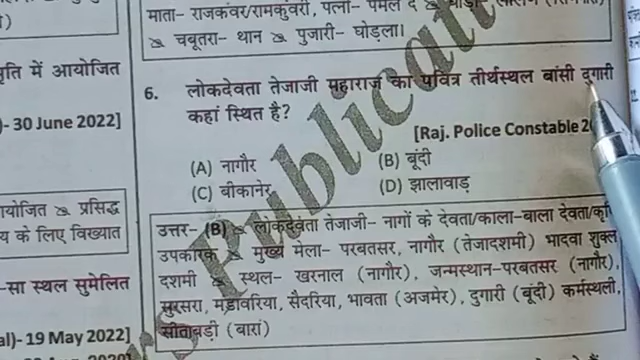 माता– राजकंवर/रामकुंवरी, पत्नी– पेमल दे
चबूतरा– थान पुजारी– घोड़ला।
ृति में आयोजित
)- 30 June 2022]
योजित प्रसिद्ध
य के लिए विख्यात
-सा स्थल सुमेलित
al)- 19 May 2022]
6. लोकदेवता तेजाजी महाराज का पवित्र तीर्थस्थल बांसी दुगारी
कहां स्थित है?
[Raj. Police Constable
(A) नागौर (B) बूंदी
(C) बीकानेर (D) झालावाड़
उत्तर– (B) लोकदेवता तेजाजी– नागों के देवता/काला-बाला देवता/कृषि
उपकारक मुख्य मेला– परबतसर, नागौर (तेजादशमी) भादवा शुक्ल
दशमी स्थल– खरनाल (नागौर), जन्मस्थान–परबतसर (नागौर),
सुरसरा, सैदरिया, भावता (अजमेर), दुगारी (बूंदी) कर्मस्थली,
(बारां)
Publicati